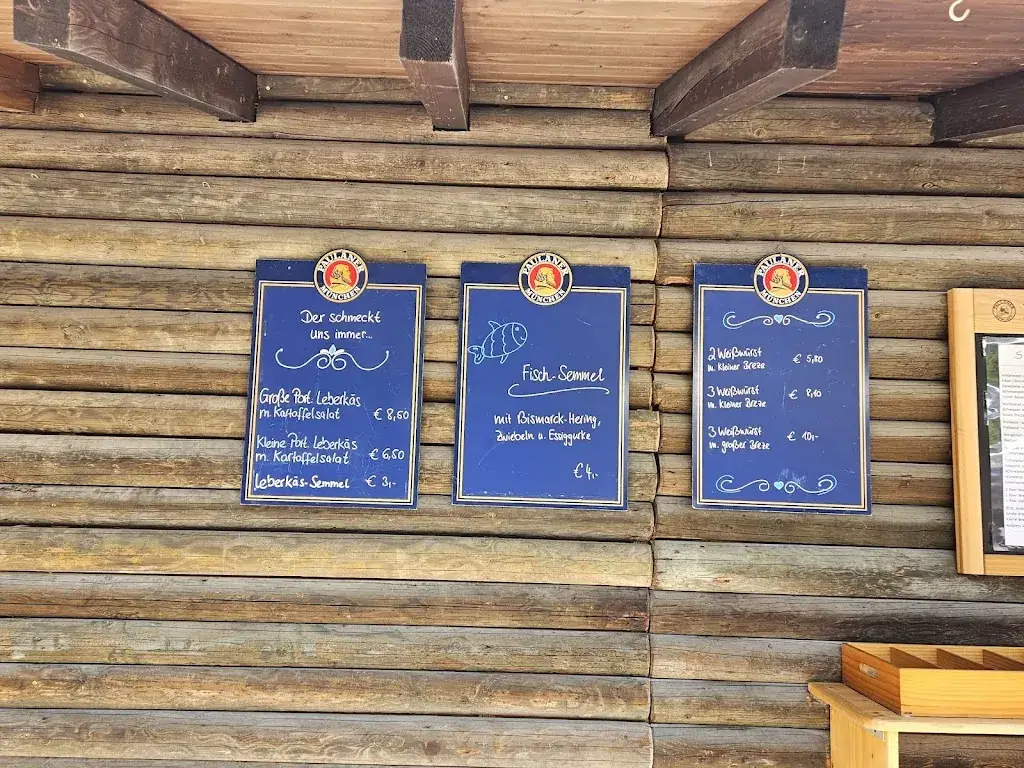 PAULANER
MÜNCHEN
Der schmeckt
uns immer...
Große Port. Leberkäs
m. Kartoffelsalat € 8,50
Kleine Port. Leberkäs
m. Kartoffelsalat € 6,50
Leberkäs-Semmel € 3,-
PAULANER
MÜNCHEN
Fisch-Semmel
mit Bismarck-Hering,
Zwiebeln u. Essiggurke
€ 4,-
PAULANER
MÜNCHEN
2 Weißwürst € 5,80
m. Kleiner Breze
3 Weißwürst € 8,10
m. Kleiner Breze
3 Weißwürst € 10,-
m. großer Breze